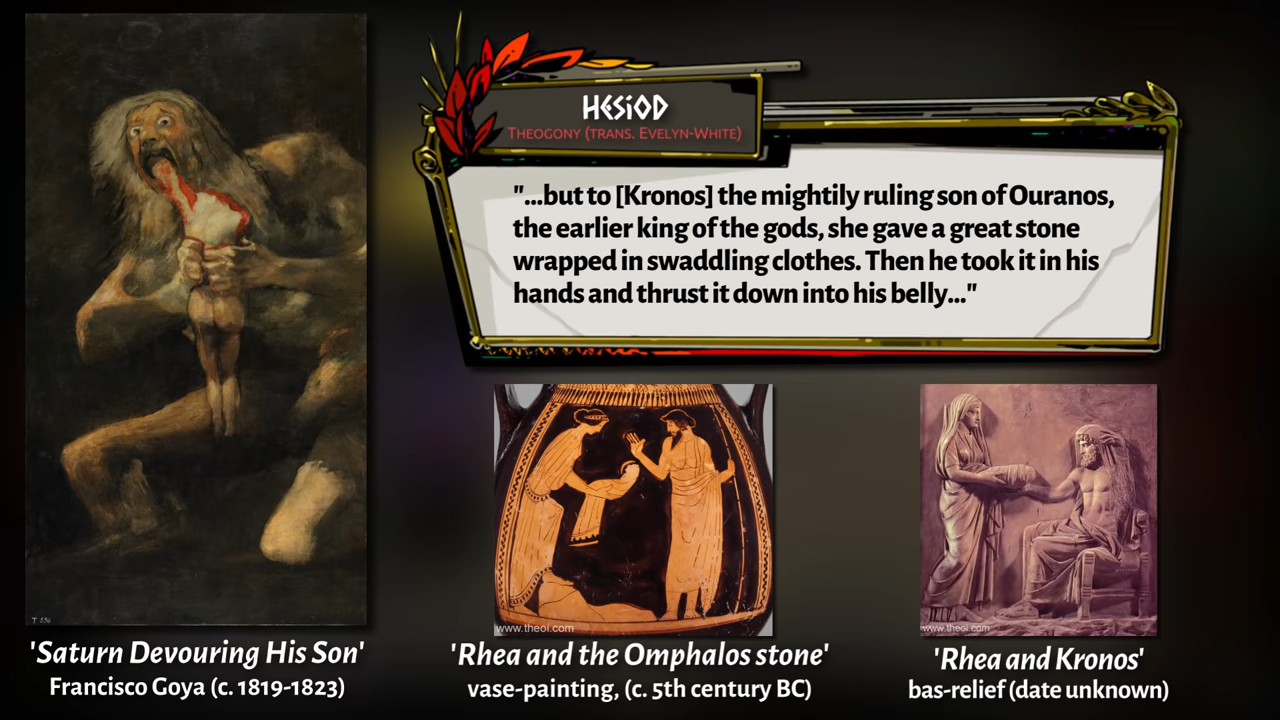 HESIOD
THEOGONY (TRANS. EVELYN-WHITE)
"...but to [Kronos] the mightily ruling son of Ouranos,
the earlier king of the gods, she gave a great stone
wrapped in swaddling clothes. Then he took it in his
hands and thrust it down into his belly..."
T 536
'Saturn Devouring His Son'
Francisco Goya (c. 1819-1823)
www.theoi.com
'Rhea and the Omphalos stone'
vase-painting, (c. 5th century BC)
www.theoi.com
'Rhea and Kronos'
bas-relief (date unknown)